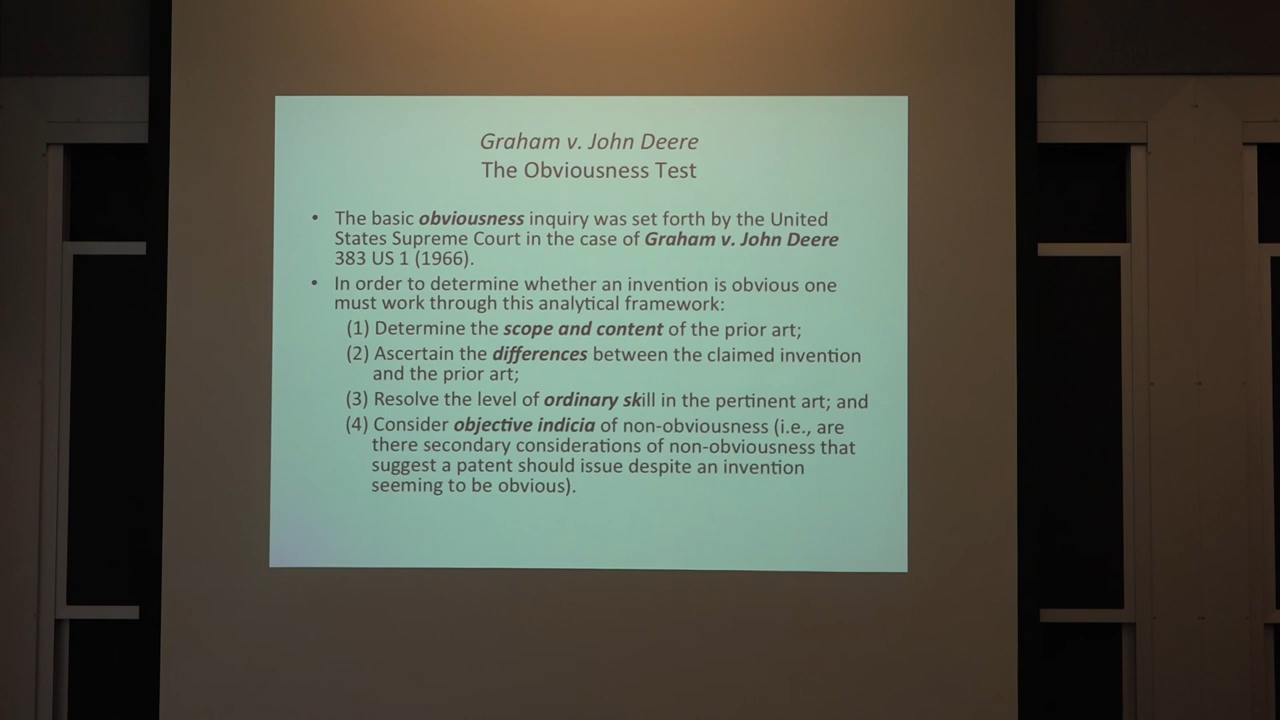 Graham v. John Deere
The Obviousness Test
• The basic obviousness inquiry was set forth by the United
States Supreme Court in the case of Graham v. John Deere
383 US 1 (1966).
• In order to determine whether an invention is obvious one
must work through this analytical framework:
(1) Determine the scope and content of the prior art;
(2) Ascertain the differences between the claimed invention
and the prior art;
(3) Resolve the level of ordinary skill in the pertinent art; and
(4) Consider objective indicia of non-obviousness (i.e., are
there secondary considerations of non-obviousness that
suggest a patent should issue despite an invention
seeming to be obvious).